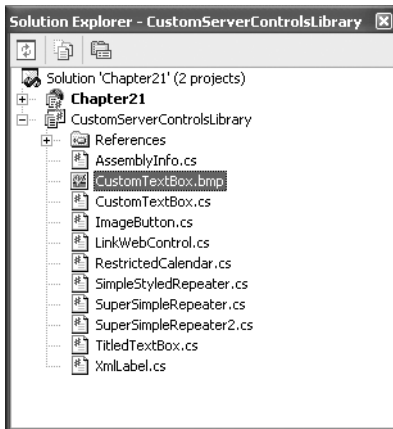 Solution Explorer - CustomServerControlsLibrary
Solution 'Chapter21' (2 projects)
Chapter21
CustomServerControlsLibrary
References
AssemblyInfo.cs
CustomTextBox.bmp
CustomTextBox.cs
ImageButton.cs
LinkWebControl.cs
RestrictedCalendar.cs
SimpleStyledRepeater.cs
SuperSimpleRepeater.cs
SuperSimpleRepeater2.cs
TitledTextBox.cs
XmlLabel.cs